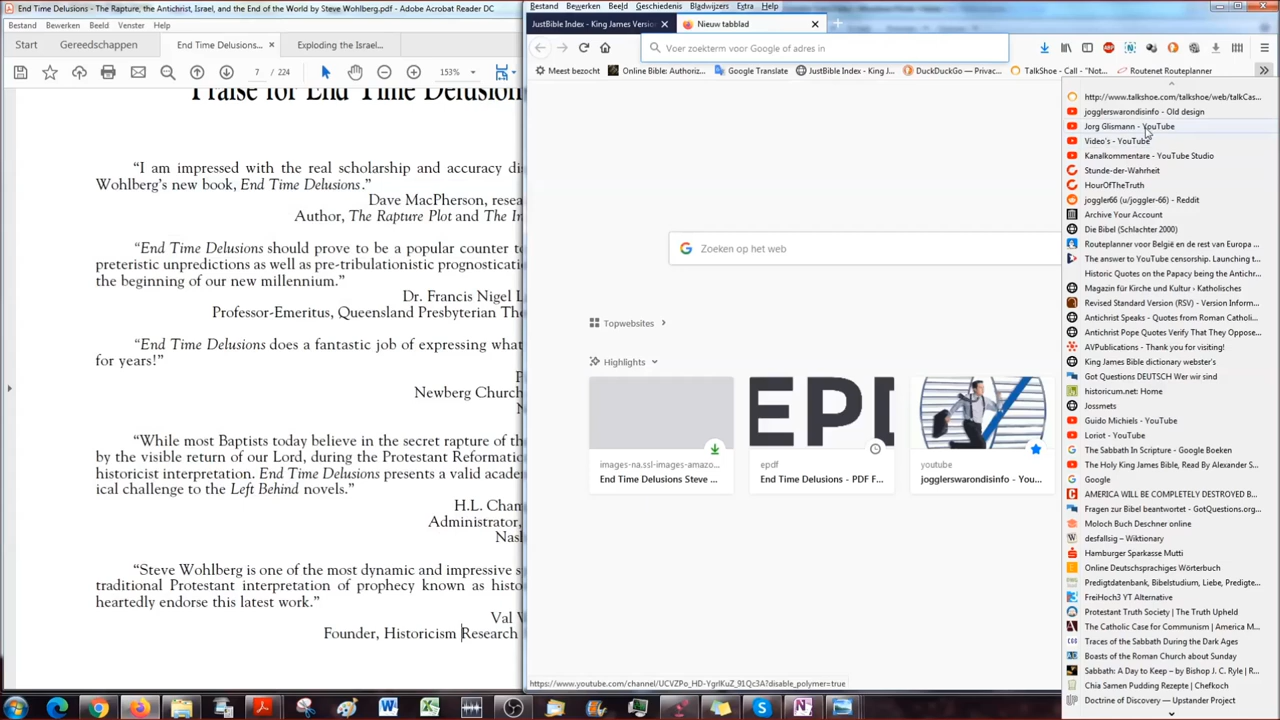 End Time Delusions - The Rapture, the Antichrist, Israel, and the End of the World by Steve Wohlberg.pdf - Adobe Acrobat Reader DC
Bestand Bewerken Beeld Venster Help
Start Gereedschappen End Time Delusions... × Exploding the Israel...
7 / 224 153%
Praise for End Time Delusion
“I am impressed with the real scholarship and accuracy di
Wohlberg’s new book, End Time Delusions.”
Dave MacPherson, resea
Author, The Rapture Plot and The In
“End Time Delusions should prove to be a popular counter t
preteristic unpredictions as well as pre-tribulationistic prognosticati
the beginning of our new millennium.”
Dr. Francis Nigel L
Professor-Emeritus, Queensland Presbyterian The
“End Time Delusions does a fantastic job of expressing what
for years!”
P
Newberg Church
N
“While most Baptists today believe in the secret rapture of the
by the visible return of our Lord, during the Protestant Reformatio
historicist interpretation. End Time Delusions presents a valid acade
ical challenge to the Left Behind novels.”
H.L. Cham
Administrator,
Nash
“Steve Wohlberg is one of the most dynamic and impressive s
traditional Protestant interpretation of prophecy known as histo
heartedly endorse this latest work.”
Val W
Founder, Historicism Research
Bestand Bewerken Beeld Geschiedenis Bladwijzers Extra Help
JustBible Index - King James Versio × Nieuw tabblad × +
Voer zoekterm voor Google of adres in
Meest bezocht Online Bible: Authoriz... Google Translate JustBible Index - King J... DuckDuckGo — Privac... TalkShoe - Call - "Not... Routenet Routeplanner »
Zoeken op het web
Topwebsites
Highlights
EPD
images-na.ssl-images-amazo...
End Time Delusions Steve ...
epdf
End Time Delusions - PDF F...
youtube
jogglerswarondisinfo - You...
http://www.talkshoe.com/talkshoe/web/talkCas...
jogglerswarondisinfo - Old design
Jorg Glismann - YouTube
Video's - YouTube
Kanalkommentare - YouTube Studio
Stunde-der-Wahrheit
HourOfTheTruth
joggler66 (u/joggler-66) - Reddit
Archive Your Account
Die Bibel (Schlachter 2000)
Routeplanner voor België en de rest van Europa ...
The answer to YouTube censorship. Launching t...
Historic Quotes on the Papacy being the Antichr...
Magazin für Kirche und Kultur › Katholisches
Revised Standard Version (RSV) - Version Inform...
Antichrist Speaks - Quotes from Roman Catholi...
Antichrist Pope Quotes Verify That They Oppose...
AVPublications - Thank you for visiting!
King James Bible dictionary webster's
Got Questions DEUTSCH Wer wir sind
historicum.net: Home
Jossmets
Guido Michiels - YouTube
Loriot - YouTube
The Sabbath In Scripture - Google Boeken
The Holy King James Bible, Read By Alexander S...
Google
AMERICA WILL BE COMPLETELY DESTROYED B...
Fragen zur Bibel beantwortet - GotQuestions.org...
Moloch Buch Deschner online
desfallsig – Wiktionary
Hamburger Sparkasse Mutti
Online Deutschsprachiges Wörterbuch
Predigtdatenbank, Bibelstudium, Liebe, Predigte...
FreiHoch3 YT Alternative
Protestant Truth Society | The Truth Upheld
The Catholic Case for Communism | America M...
Traces of the Sabbath During the Dark Ages
Boasts of the Roman Church about Sunday
Sabbath: A Day to Keep – by Bishop J. C. Ryle | R...
Chia Samen Pudding Rezepte | Chefkoch
Doctrine of Discovery — Upstander Project
https://www.youtube.com/channel/UCVZPo_HD-YgrlKuZ_91Qc3A?disable_polymer=true